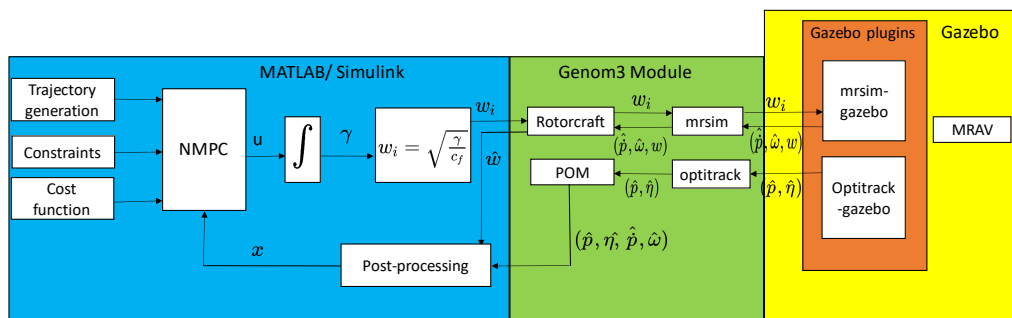 MATLAB/ Simulink
Trajectory
generation
Constraints
Cost
function
NMPC
u
∫
γ
w_i = √(γ/c_f)
w_i
ŵ
x
Post-processing
Genom3 Module
Rotorcraft
w_i
mrsim
w_i
(p̂̇, ω̂, w)
(p̂̇, ω̂, w)
POM
optitrack
(p̂, η̂)
(p̂, η̂)
(p̂, η̂, p̂̇, ω̂)
Gazebo plugins
Gazebo
mrsim-
gazebo
Optitrack
-gazebo
MRAV